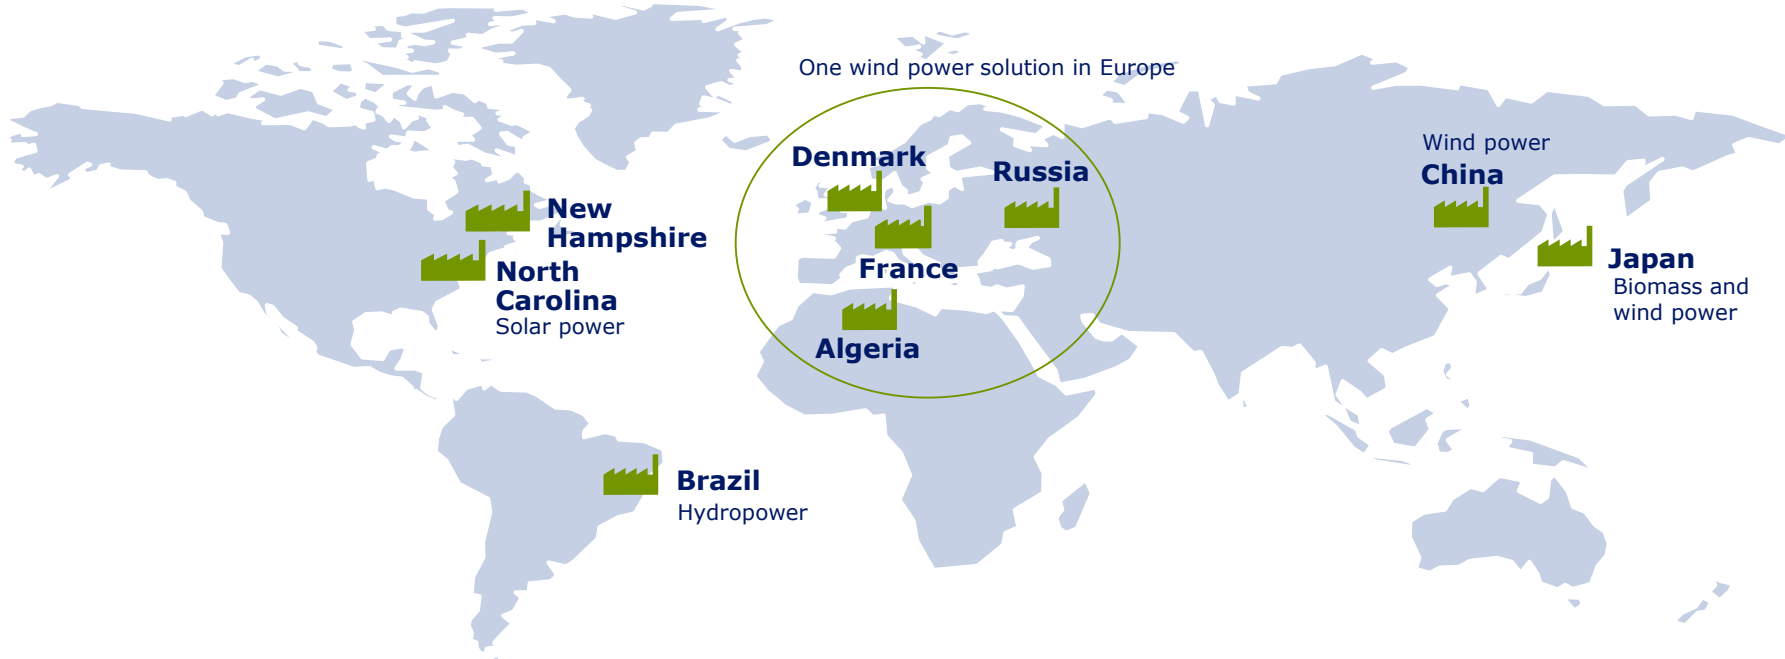 One wind power solution in Europe
Denmark
Russia
France
Algeria
New
Hampshire
North
Carolina
Solar power
Brazil
Hydropower
Wind power
China
Japan
Biomass and
wind power